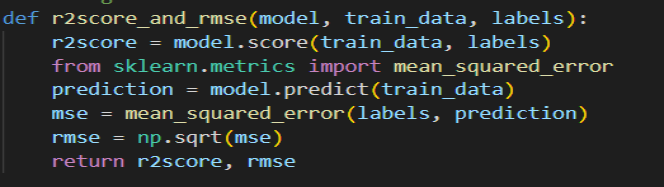 def r2score_and_rmse(model, train_data, labels):
    r2score = model.score(train_data, labels)
    from sklearn.metrics import mean_squared_error
    prediction = model.predict(train_data)
    mse = mean_squared_error(labels, prediction)
    rmse = np.sqrt(mse)
    return r2score, rmse